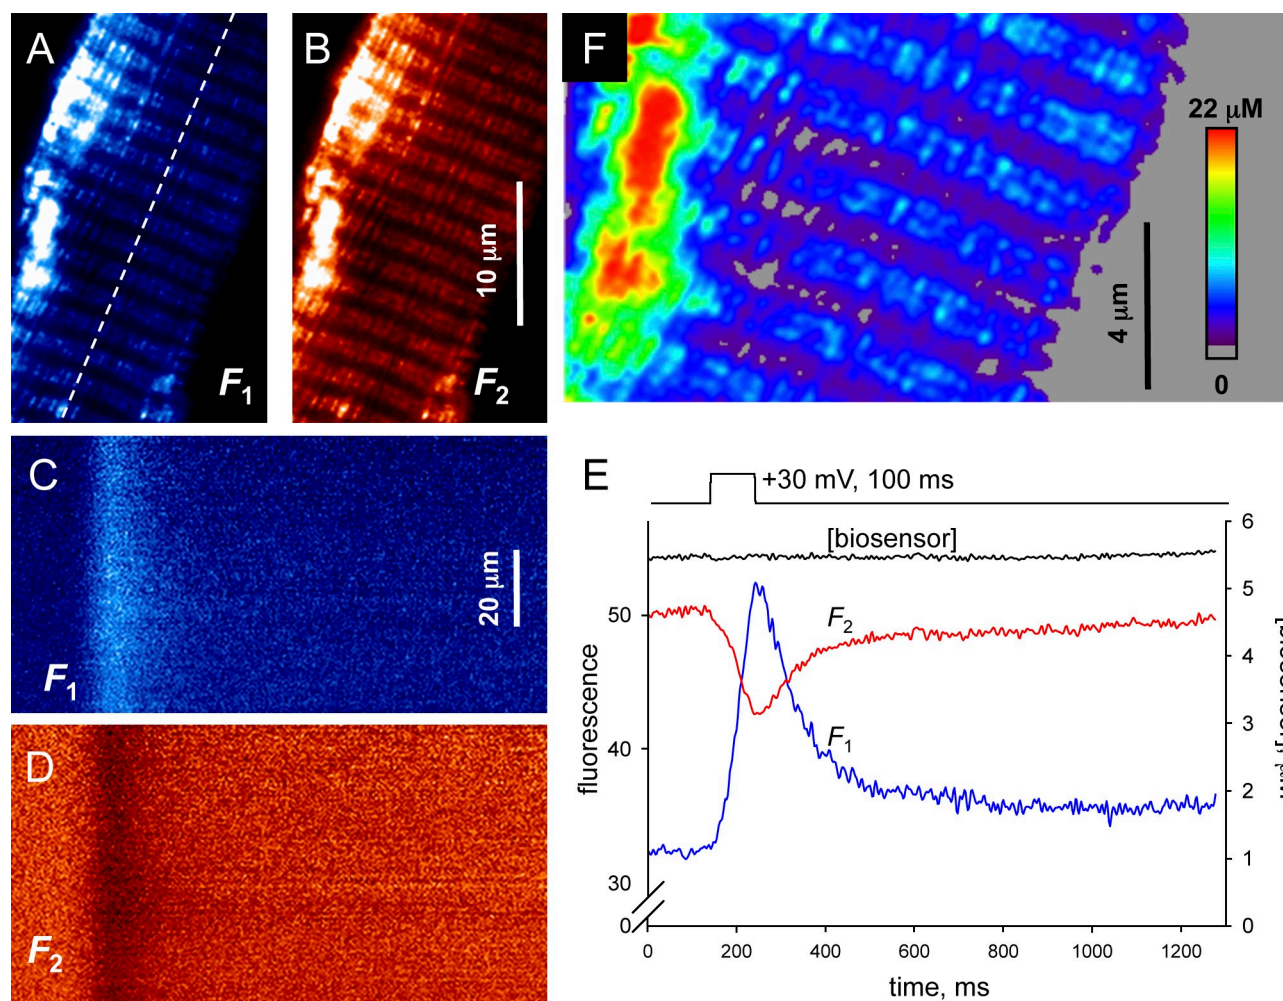 A
B
F
F1
F2
10 μm
22 μM
0
4 μm
C
20 μm
F1
D
F2
E
+30 mV, 100 ms
[biosensor]
F2
F1
fluorescence
50
40
30
0
6
5
4
3
2
1
0
0 200 400 600 800 1000 1200
time, ms